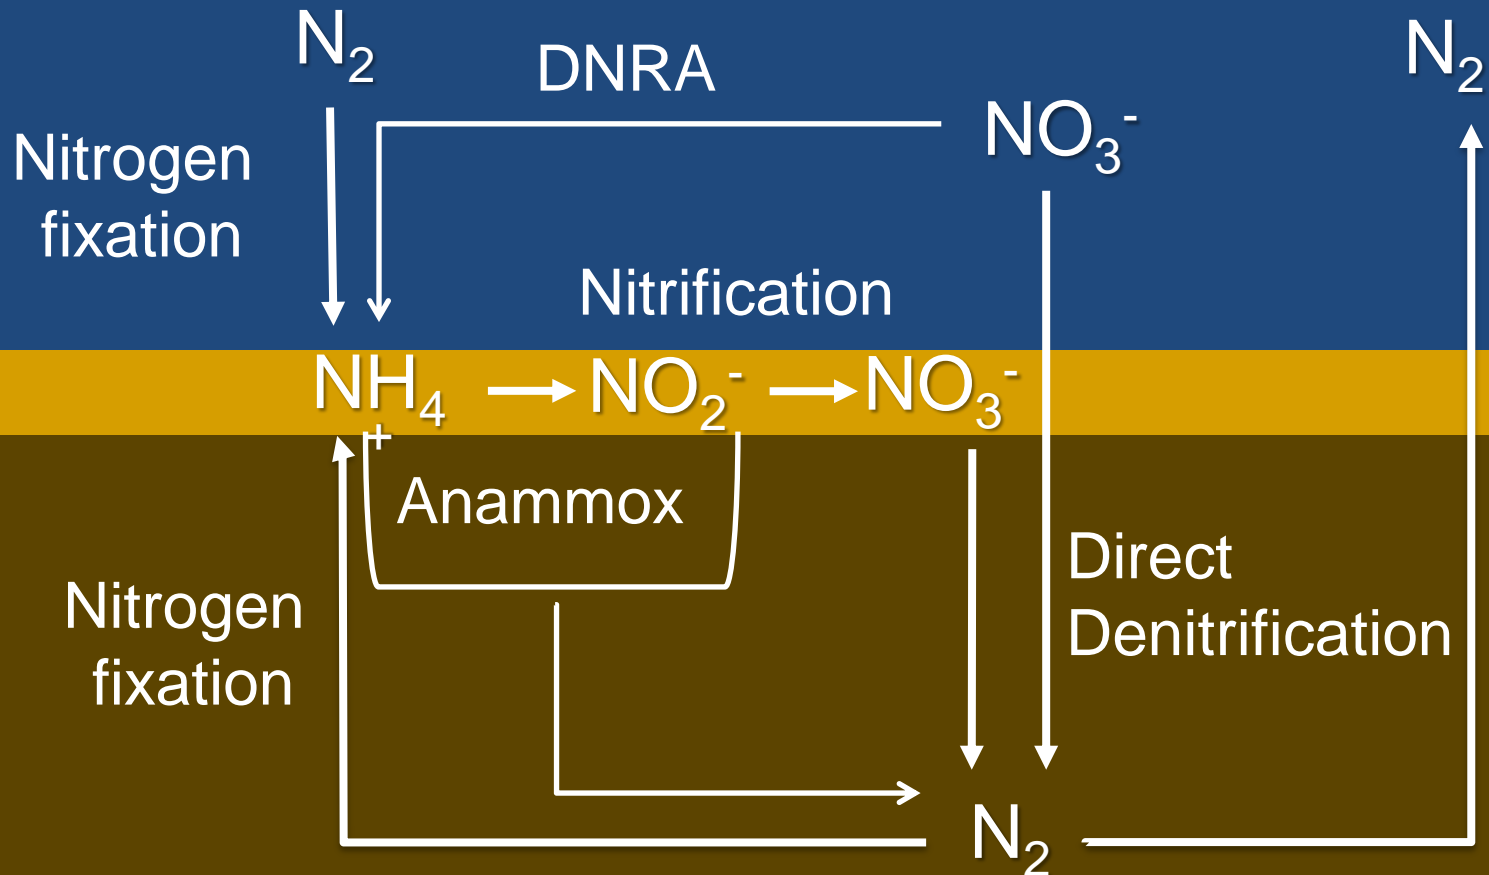 N₂
DNRA
N₂
NO₃⁻
Nitrogen
fixation
Nitrification
NH₄⁺
NO₂⁻
NO₃⁻
Anammox
Direct
Denitrification
Nitrogen
fixation
N₂